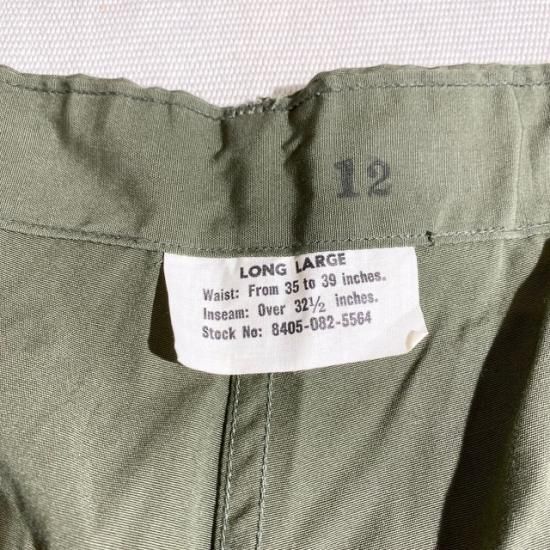 12
LONG LARGE
Waist: From 35 to 39 inches.
Inseam: Over 32½ inches.
Stock No: 8405-082-5564